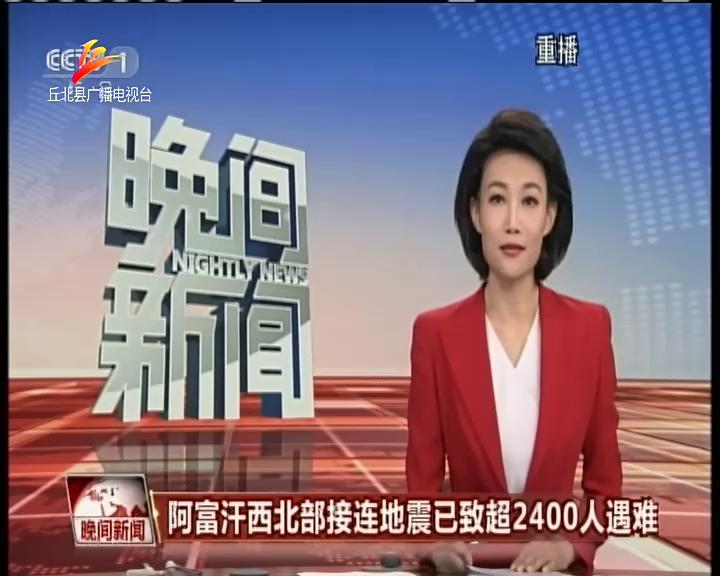 CCTV-1
丘北县广播电视台
重播
晚间
NIGHTLY NEWS
新闻
晚间新闻
阿富汗西北部接连地震已致超2400人遇难